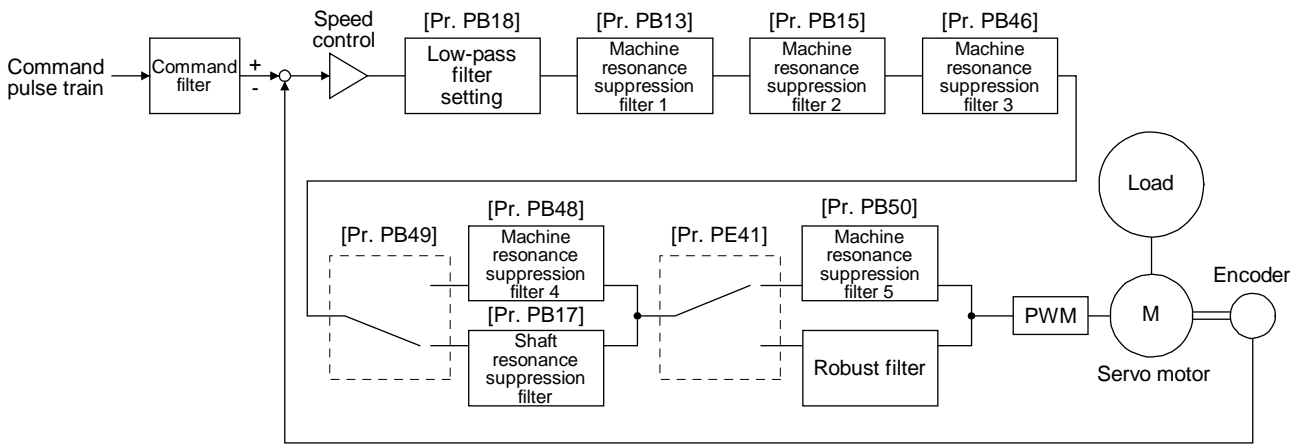 Speed
control
[Pr. PB18]
[Pr. PB13]
[Pr. PB15]
[Pr. PB46]
Command
pulse train
Command
filter
+
-
Low-pass
filter
setting
Machine
resonance
suppression
filter 1
Machine
resonance
suppression
filter 2
Machine
resonance
suppression
filter 3
Load
[Pr. PB49]
[Pr. PB48]
Machine
resonance
suppression
filter 4
[Pr. PB17]
Shaft
resonance
suppression
filter
[Pr. PE41]
[Pr. PB50]
Machine
resonance
suppression
filter 5
Robust filter
PWM
M
Servo motor
Encoder